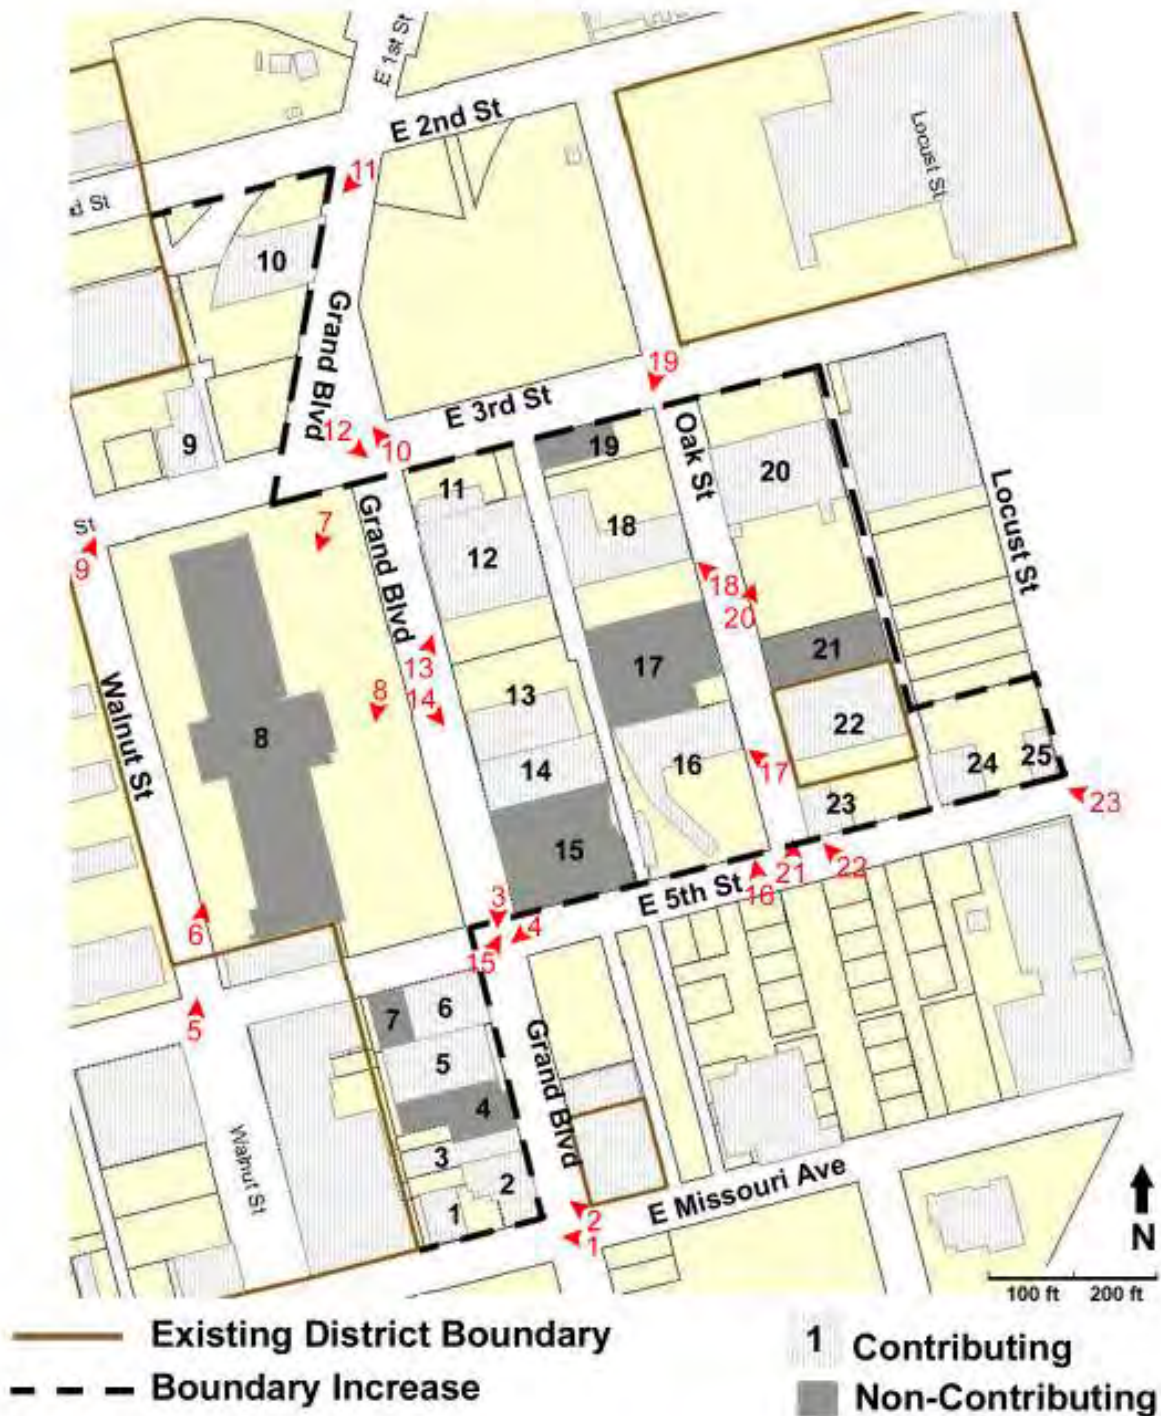 E 1st St
E 2nd St
Locust St
11
d St
10
Grand Blvd
19
E 3rd St
9
12
10
19
Oak St
20
11
Locust St
St
7
Grand Blvd
18
12
9
18
20
13
17
21
Walnut St
8
14
13
8
22
14
16
17
24
25
15
23
23
3
E 5th St
16
21
22
6
4
15
5
7
6
Grand Blvd
5
4
Walnut St
3
2
1
E Missouri Ave
2
1
N
100 ft
200 ft
Existing District Boundary
1 Contributing
Boundary Increase
Non-Contributing